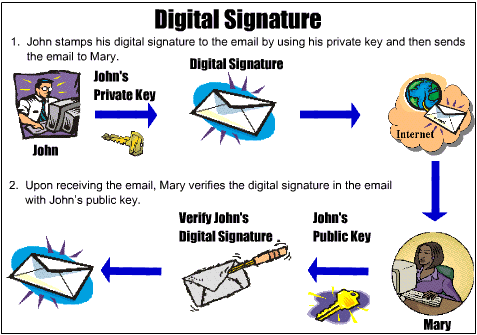 Digital Signature
1. John stamps his digital signature to the email by using his private key and then sends
the email to Mary.
John's
Private Key
Digital Signature
John
Internet
2. Upon receiving the email, Mary verifies the digital signature in the email
with John's public key.
Verify John's
Digital Signature
John's
Public Key
Mary